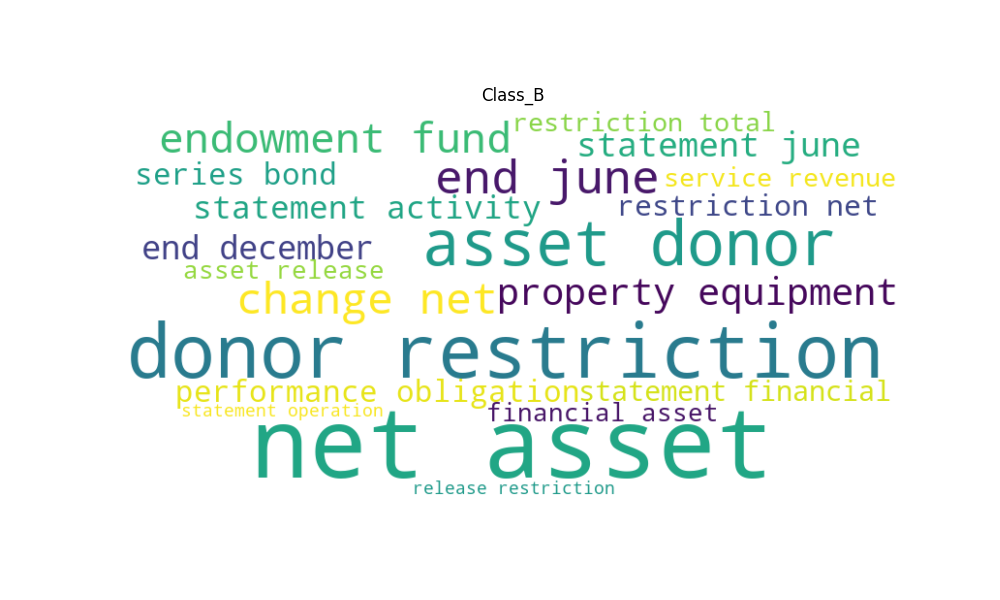 Class_B
restriction total
endowment fund
statement june
series bond
end june
service revenue
statement activity
restriction net
end december
asset donor
asset release
change net
property equipment
donor restriction
performance obligation
statement financial
statement operation
financial asset
net asset
release restriction